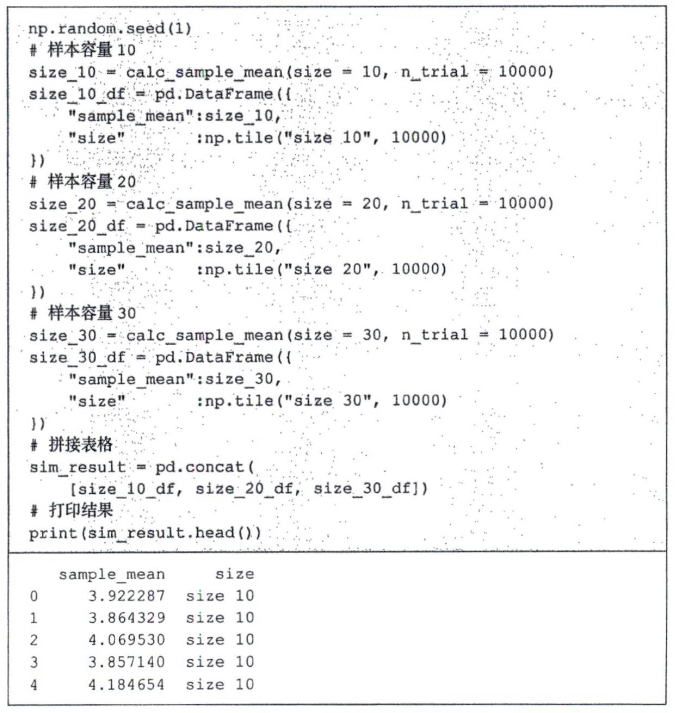 np.random.seed(1)
# 样本容量 10
size_10 = calc_sample_mean(size = 10, n_trial = 10000)
size_10_df = pd.DataFrame({
    "sample_mean":size_10,
    "size"       :np.tile("size 10", 10000)
})
# 样本容量 20
size_20 = calc_sample_mean(size = 20, n_trial = 10000)
size_20_df = pd.DataFrame({
    "sample_mean":size_20,
    "size"       :np.tile("size 20", 10000)
})
# 样本容量 30
size_30 = calc_sample_mean(size = 30, n_trial = 10000)
size_30_df = pd.DataFrame({
    "sample_mean":size_30,
    "size"       :np.tile("size 30", 10000)
})
# 拼接表格
sim_result = pd.concat(
    [size_10_df, size_20_df, size_30_df])
# 打印结果
print(sim_result.head())
   sample_mean     size
0     3.922287  size 10
1     3.864329  size 10
2     4.069530  size 10
3     3.857140  size 10
4     4.184654  size 10